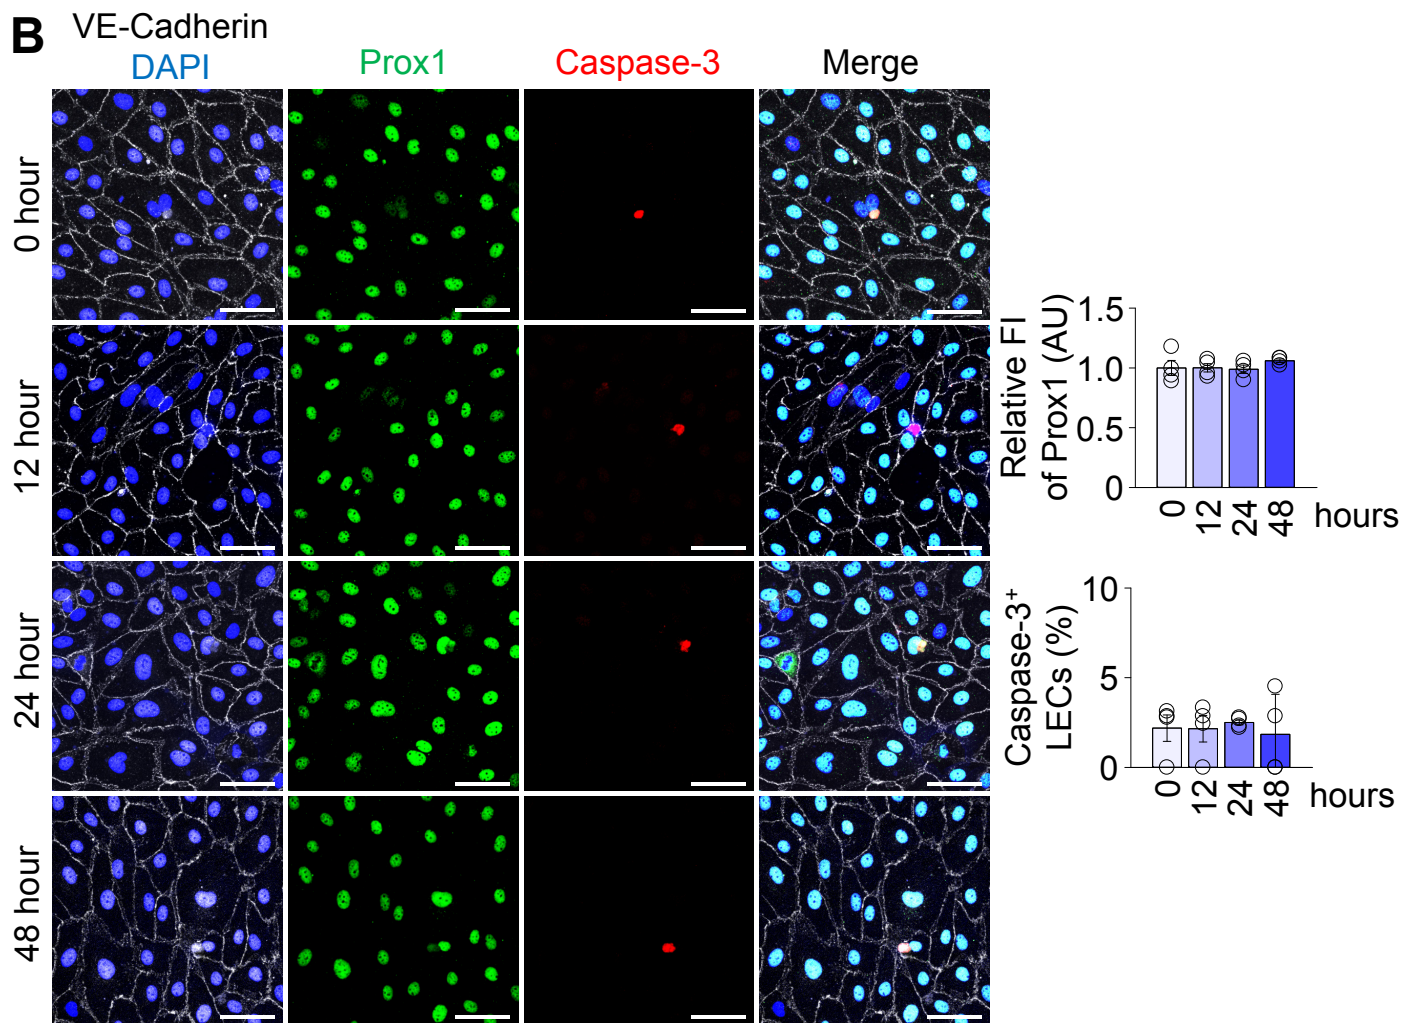 B
VE-Cadherin
DAPI
Prox1
Caspase-3
Merge
0 hour
12 hour
24 hour
48 hour
Relative FI
of Prox1 (AU)
1.5
1.0
0.5
0
0 12 24 48 hours
Caspase-3⁺
LECs (%)
10
5
0
0 12 24 48 hours